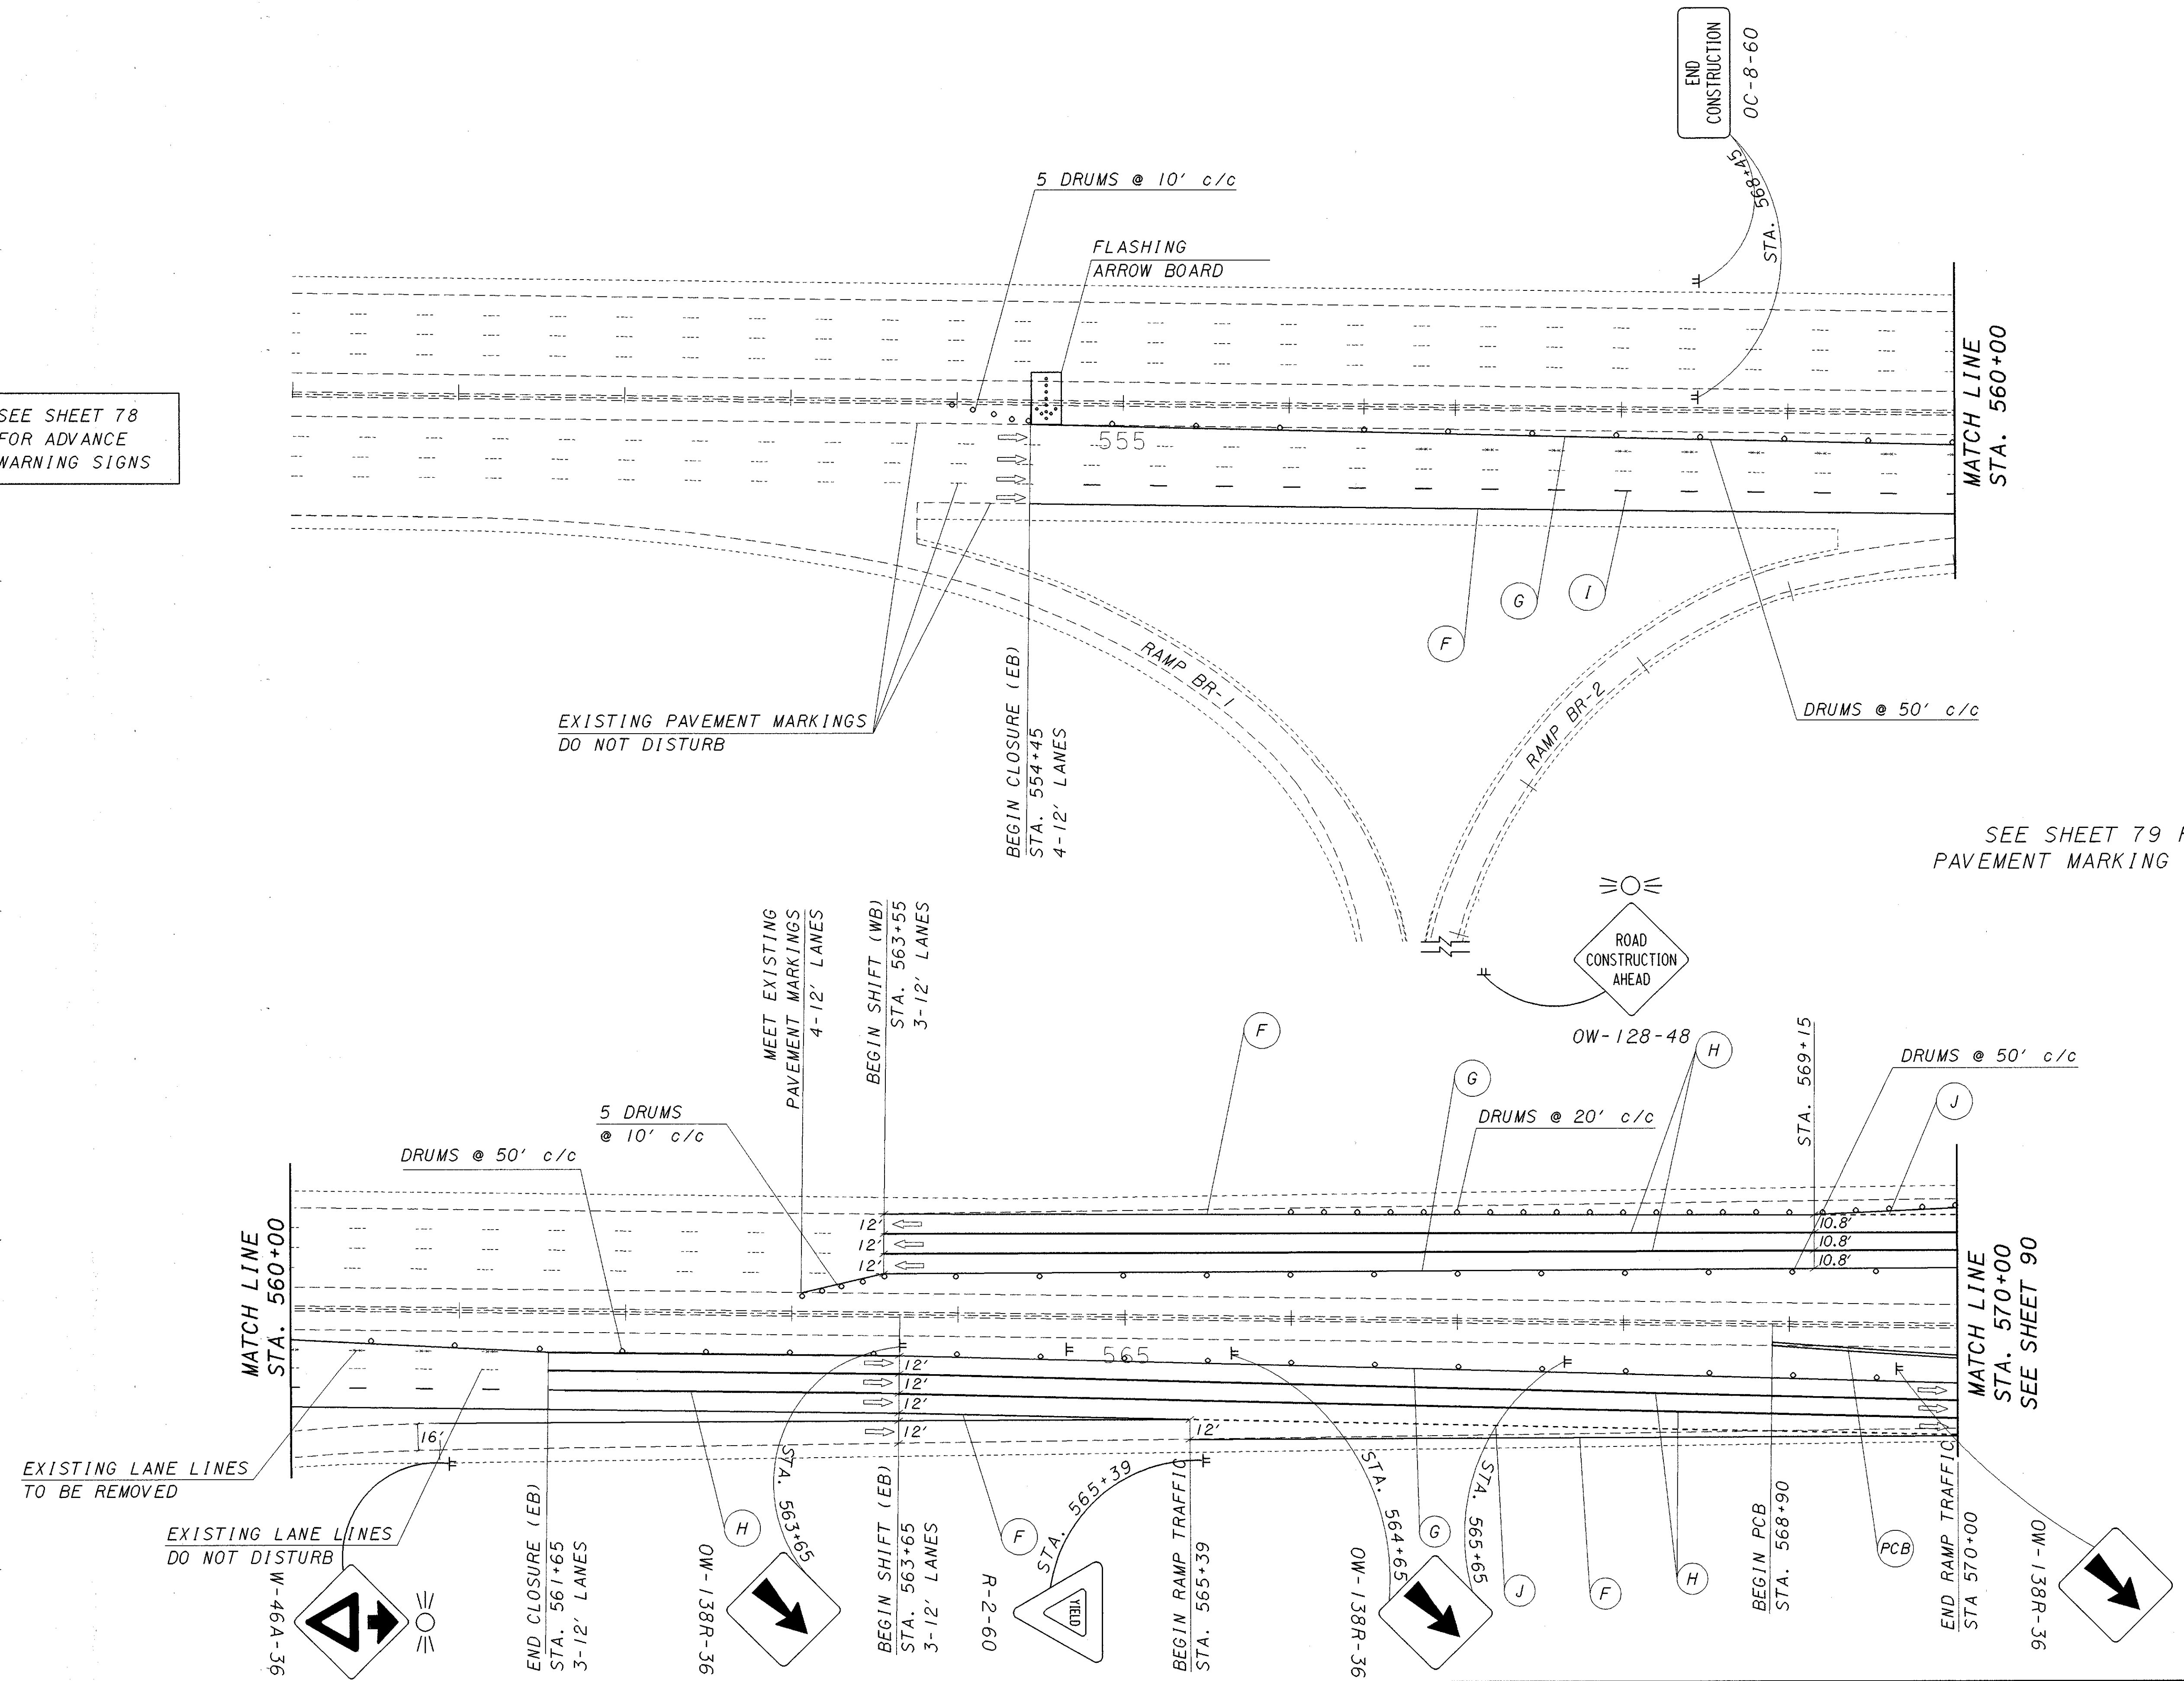 END
CONSTRUCTION
OC-8-60
STA. 568+45
5 DRUMS @ 10' c/c
FLASHING
ARROW BOARD
MATCH LINE
STA. 560+00
SEE SHEET 78
FOR ADVANCE
WARNING SIGNS
555
G
I
F
RAMP BR-1
RAMP BR-2
DRUMS @ 50' c/c
EXISTING PAVEMENT MARKINGS
DO NOT DISTURB
BEGIN CLOSURE (EB)
STA. 554+45
4-12' LANES
SEE SHEET 79
PAVEMENT MARKING
ROAD
CONSTRUCTION
AHEAD
OW-128-48
MEET EXISTING
PAVEMENT MARKINGS
4-12' LANES
BEGIN SHIFT (WB)
STA. 563+55
3-12' LANES
F
G
H
STA. 569+15
DRUMS @ 50' c/c
J
5 DRUMS
@ 10' c/c
DRUMS @ 20' c/c
DRUMS @ 50' c/c
MATCH LINE
STA. 560+00
12'
12'
12'
10.8'
10.8'
10.8'
MATCH LINE
STA. 570+00
SEE SHEET 90
565
12'
12'
12'
12'
16'
12'
EXISTING LANE LINES
TO BE REMOVED
EXISTING LANE LINES
DO NOT DISTURB
W-46A-36
END CLOSURE (EB)
STA. 561+65
3-12' LANES
H
STA. 563+65
OW-138R-36
BEGIN SHIFT (EB)
STA. 563+65
3-12' LANES
F
STA. 565+39
R-2-60
YIELD
BEGIN RAMP TRAFFIC
STA. 565+39
STA. 564+65
OW-138R-36
STA. 565+65
G
J
F
H
BEGIN PCB
STA. 568+90
PCB
END RAMP TRAFFIC
STA 570+00
OW-138R-36